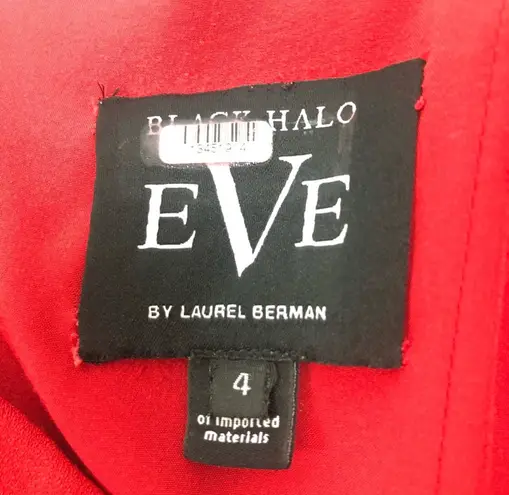 BLACK HALO
EVE
BY LAUREL BERMAN
4
of imported
materials